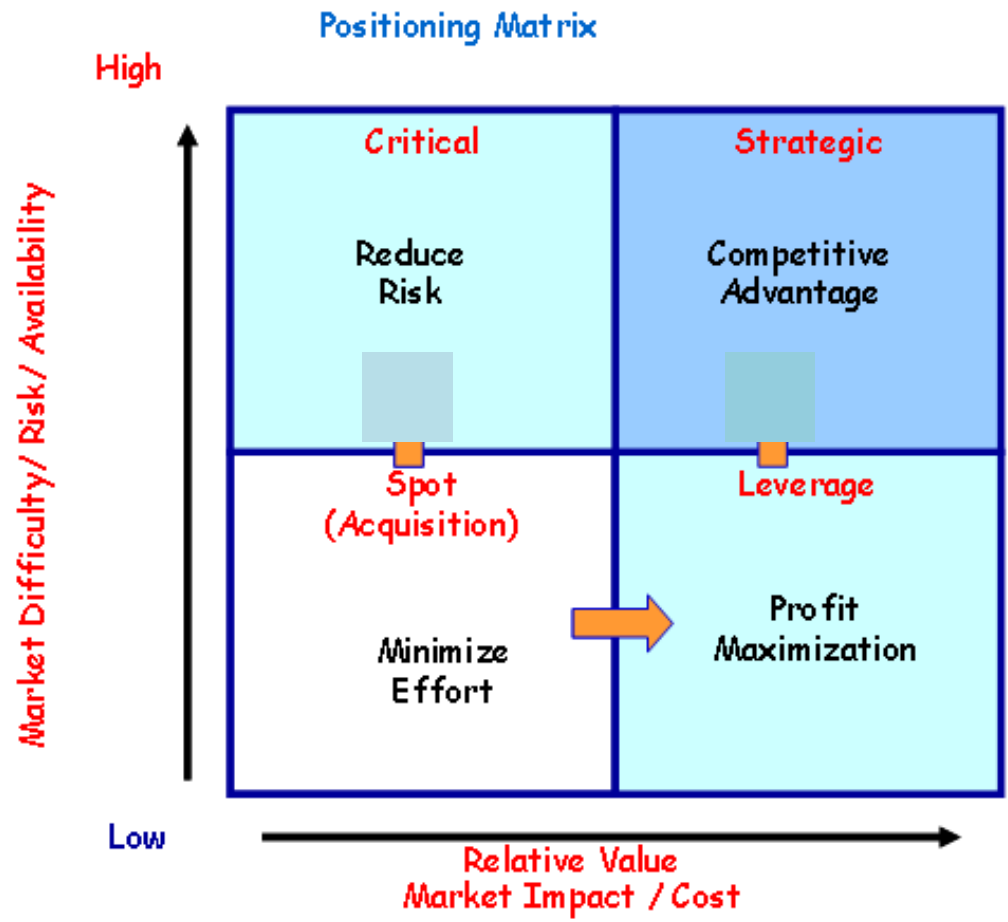 Positioning Matrix
High
Market Difficulty/ Risk/ Availability
Critical
Strategic
Reduce
Risk
Competitive
Advantage
Spot
(Acquisition)
Leverage
Minimize
Effort
Profit
Maximization
Low
Relative Value
Market Impact / Cost